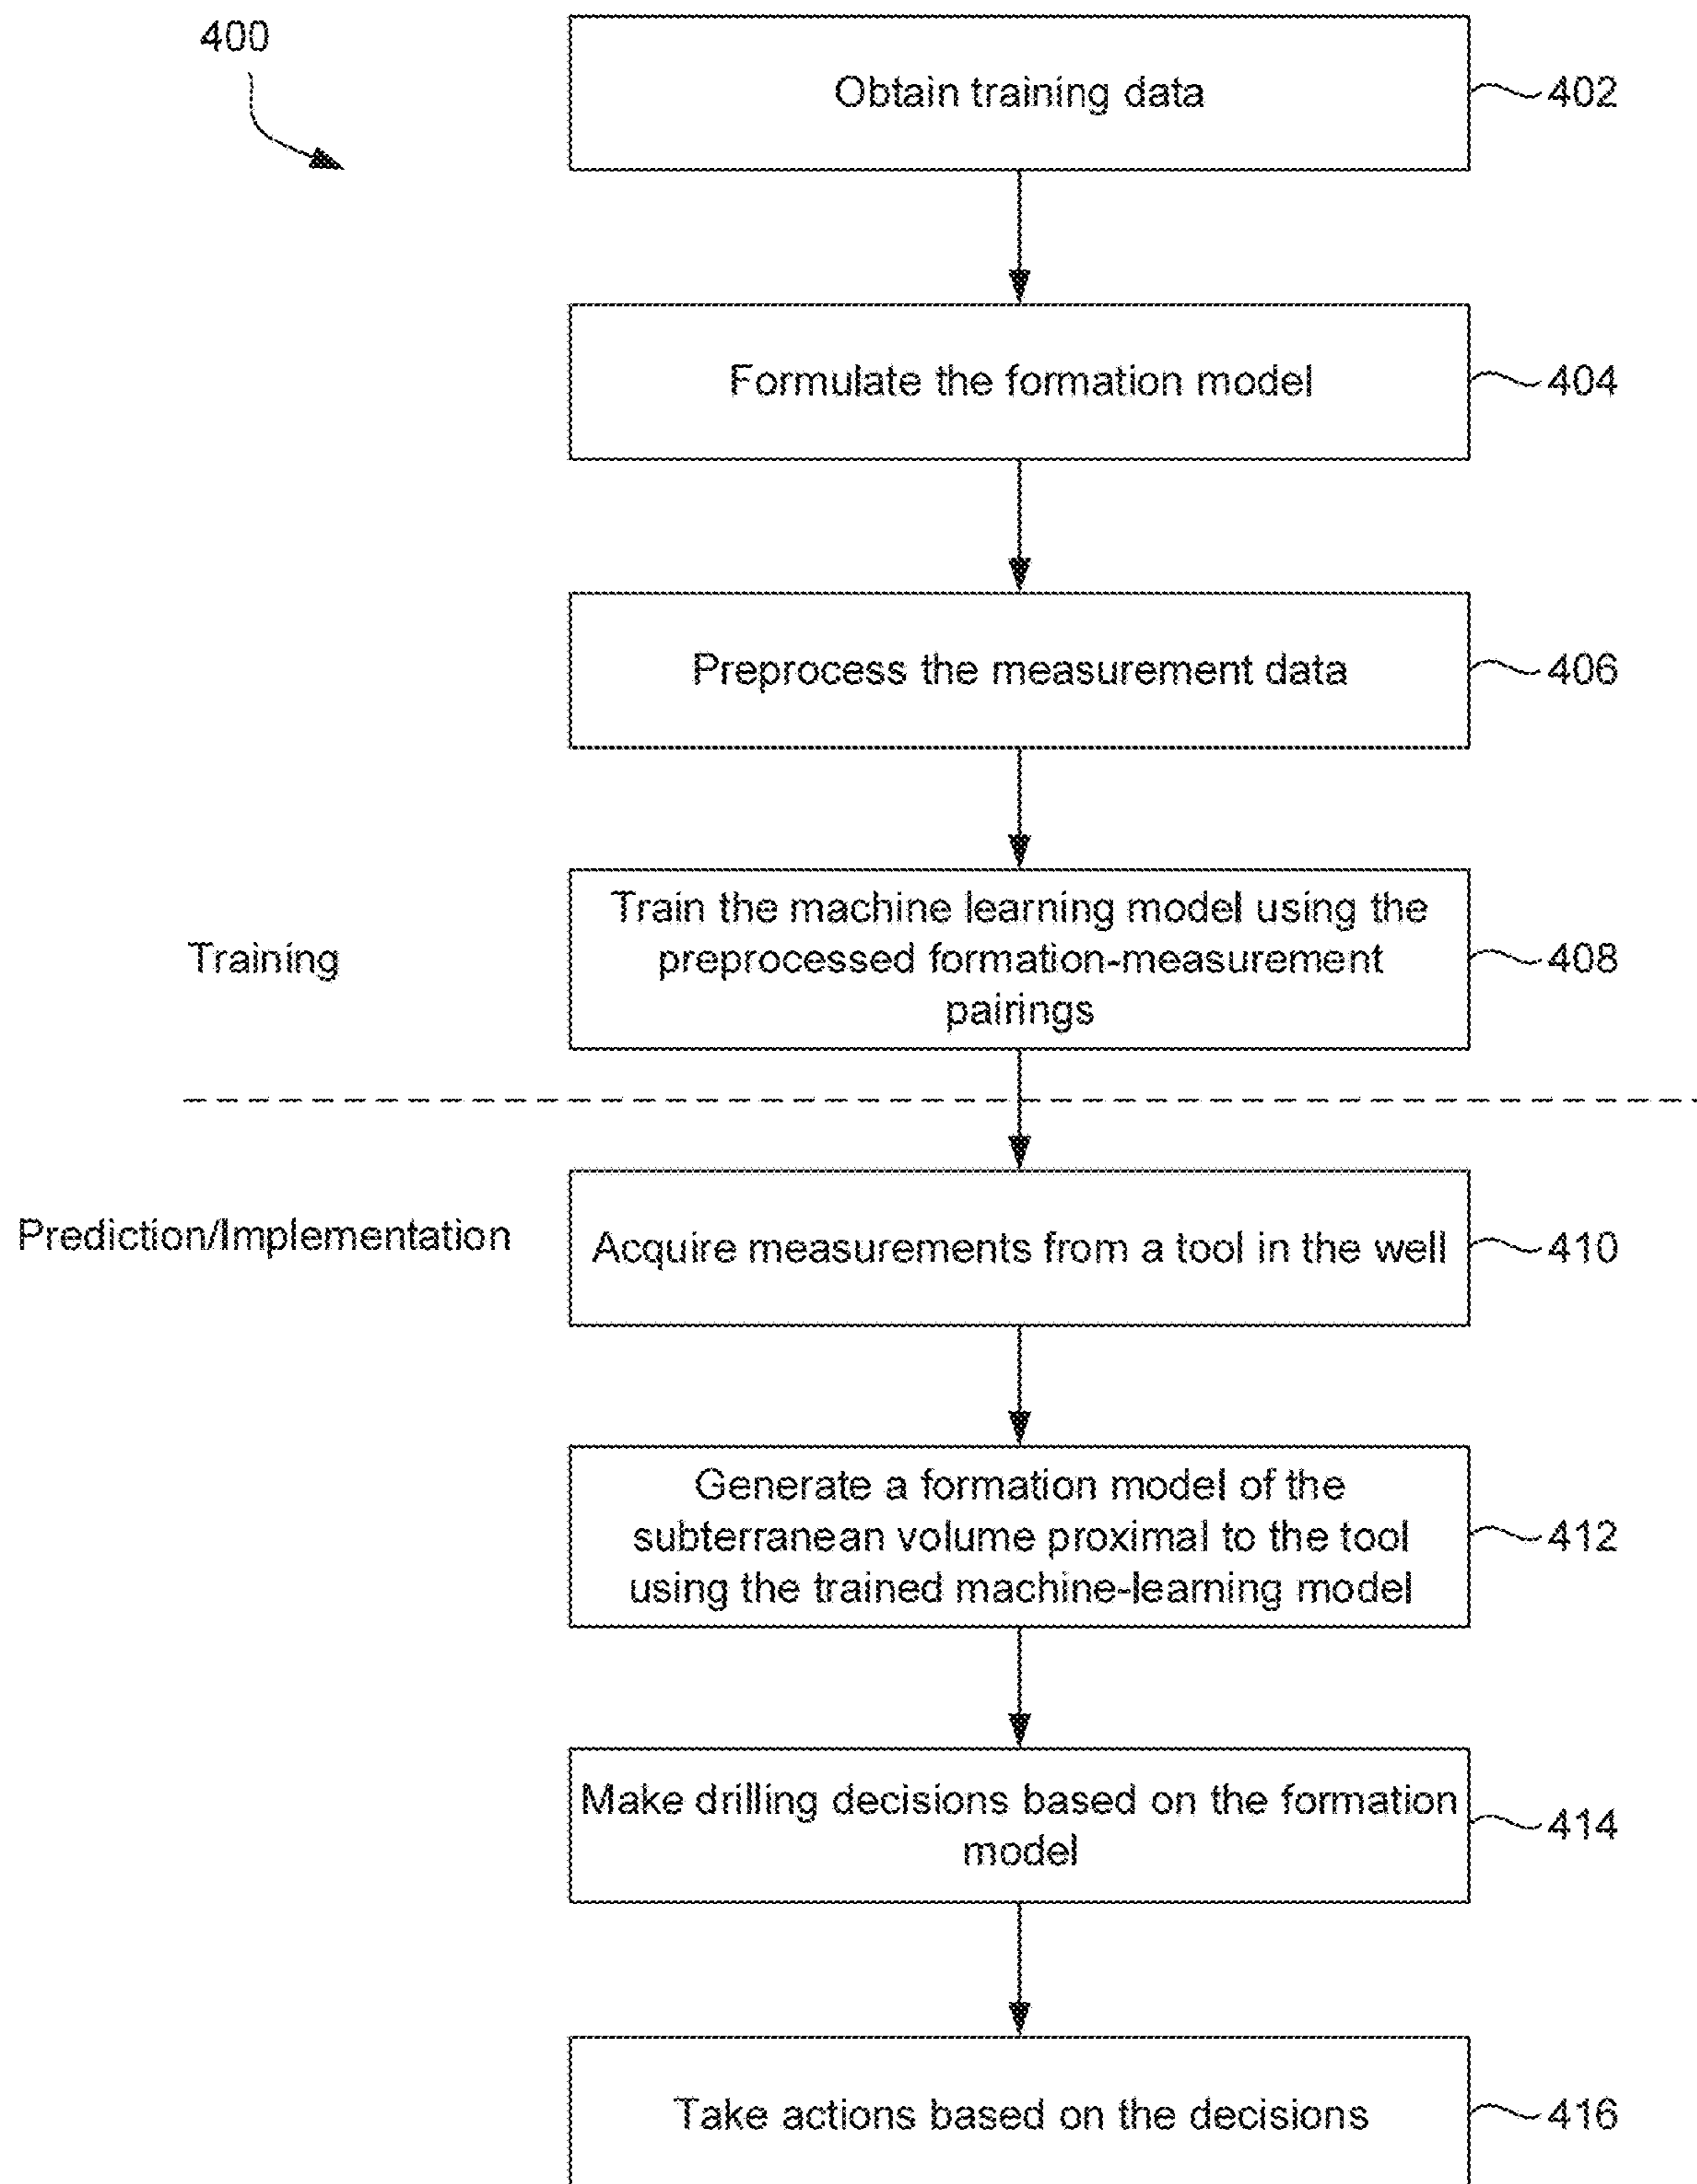 400
Obtain training data
402
Formulate the formation model
404
Preprocess the measurement data
406
Train the machine learning model using the
preprocessed formation-measurement
pairings
408
Training
Prediction/Implementation
Acquire measurements from a tool in the well
410
Generate a formation model of the
subterranean volume proximal to the tool
using the trained machine-learning model
412
Make drilling decisions based on the formation
model
414
Take actions based on the decisions
416